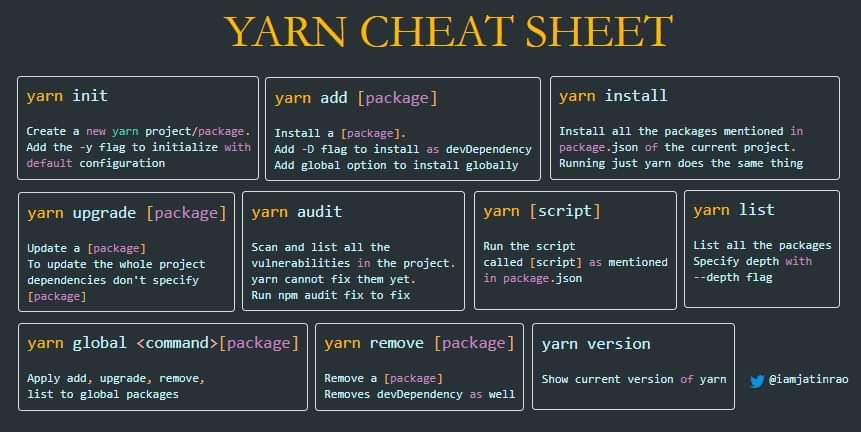 YARN CHEAT SHEET
yarn init
Create a new yarn project/package.
Add the -y flag to initialize with
default configuration
yarn add [package]
Install a [package].
Add -D flag to install as devDependency
Add global option to install globally
yarn install
Install all the packages mentioned in
package.json of the current project.
Running just yarn does the same thing
yarn upgrade [package]
Update a [package]
To update the whole project
dependencies don't specify
[package]
yarn audit
Scan and list all the
vulnerabilities in the project.
yarn cannot fix them yet.
Run npm audit fix to fix
yarn [script]
Run the script
called [script] as mentioned
in package.json
yarn list
List all the packages
Specify depth with
--depth flag
yarn global <command>[package]
Apply add, upgrade, remove,
list to global packages
yarn remove [package]
Remove a [package]
Removes devDependency as well
yarn version
Show current version of yarn
@iamjatinrao